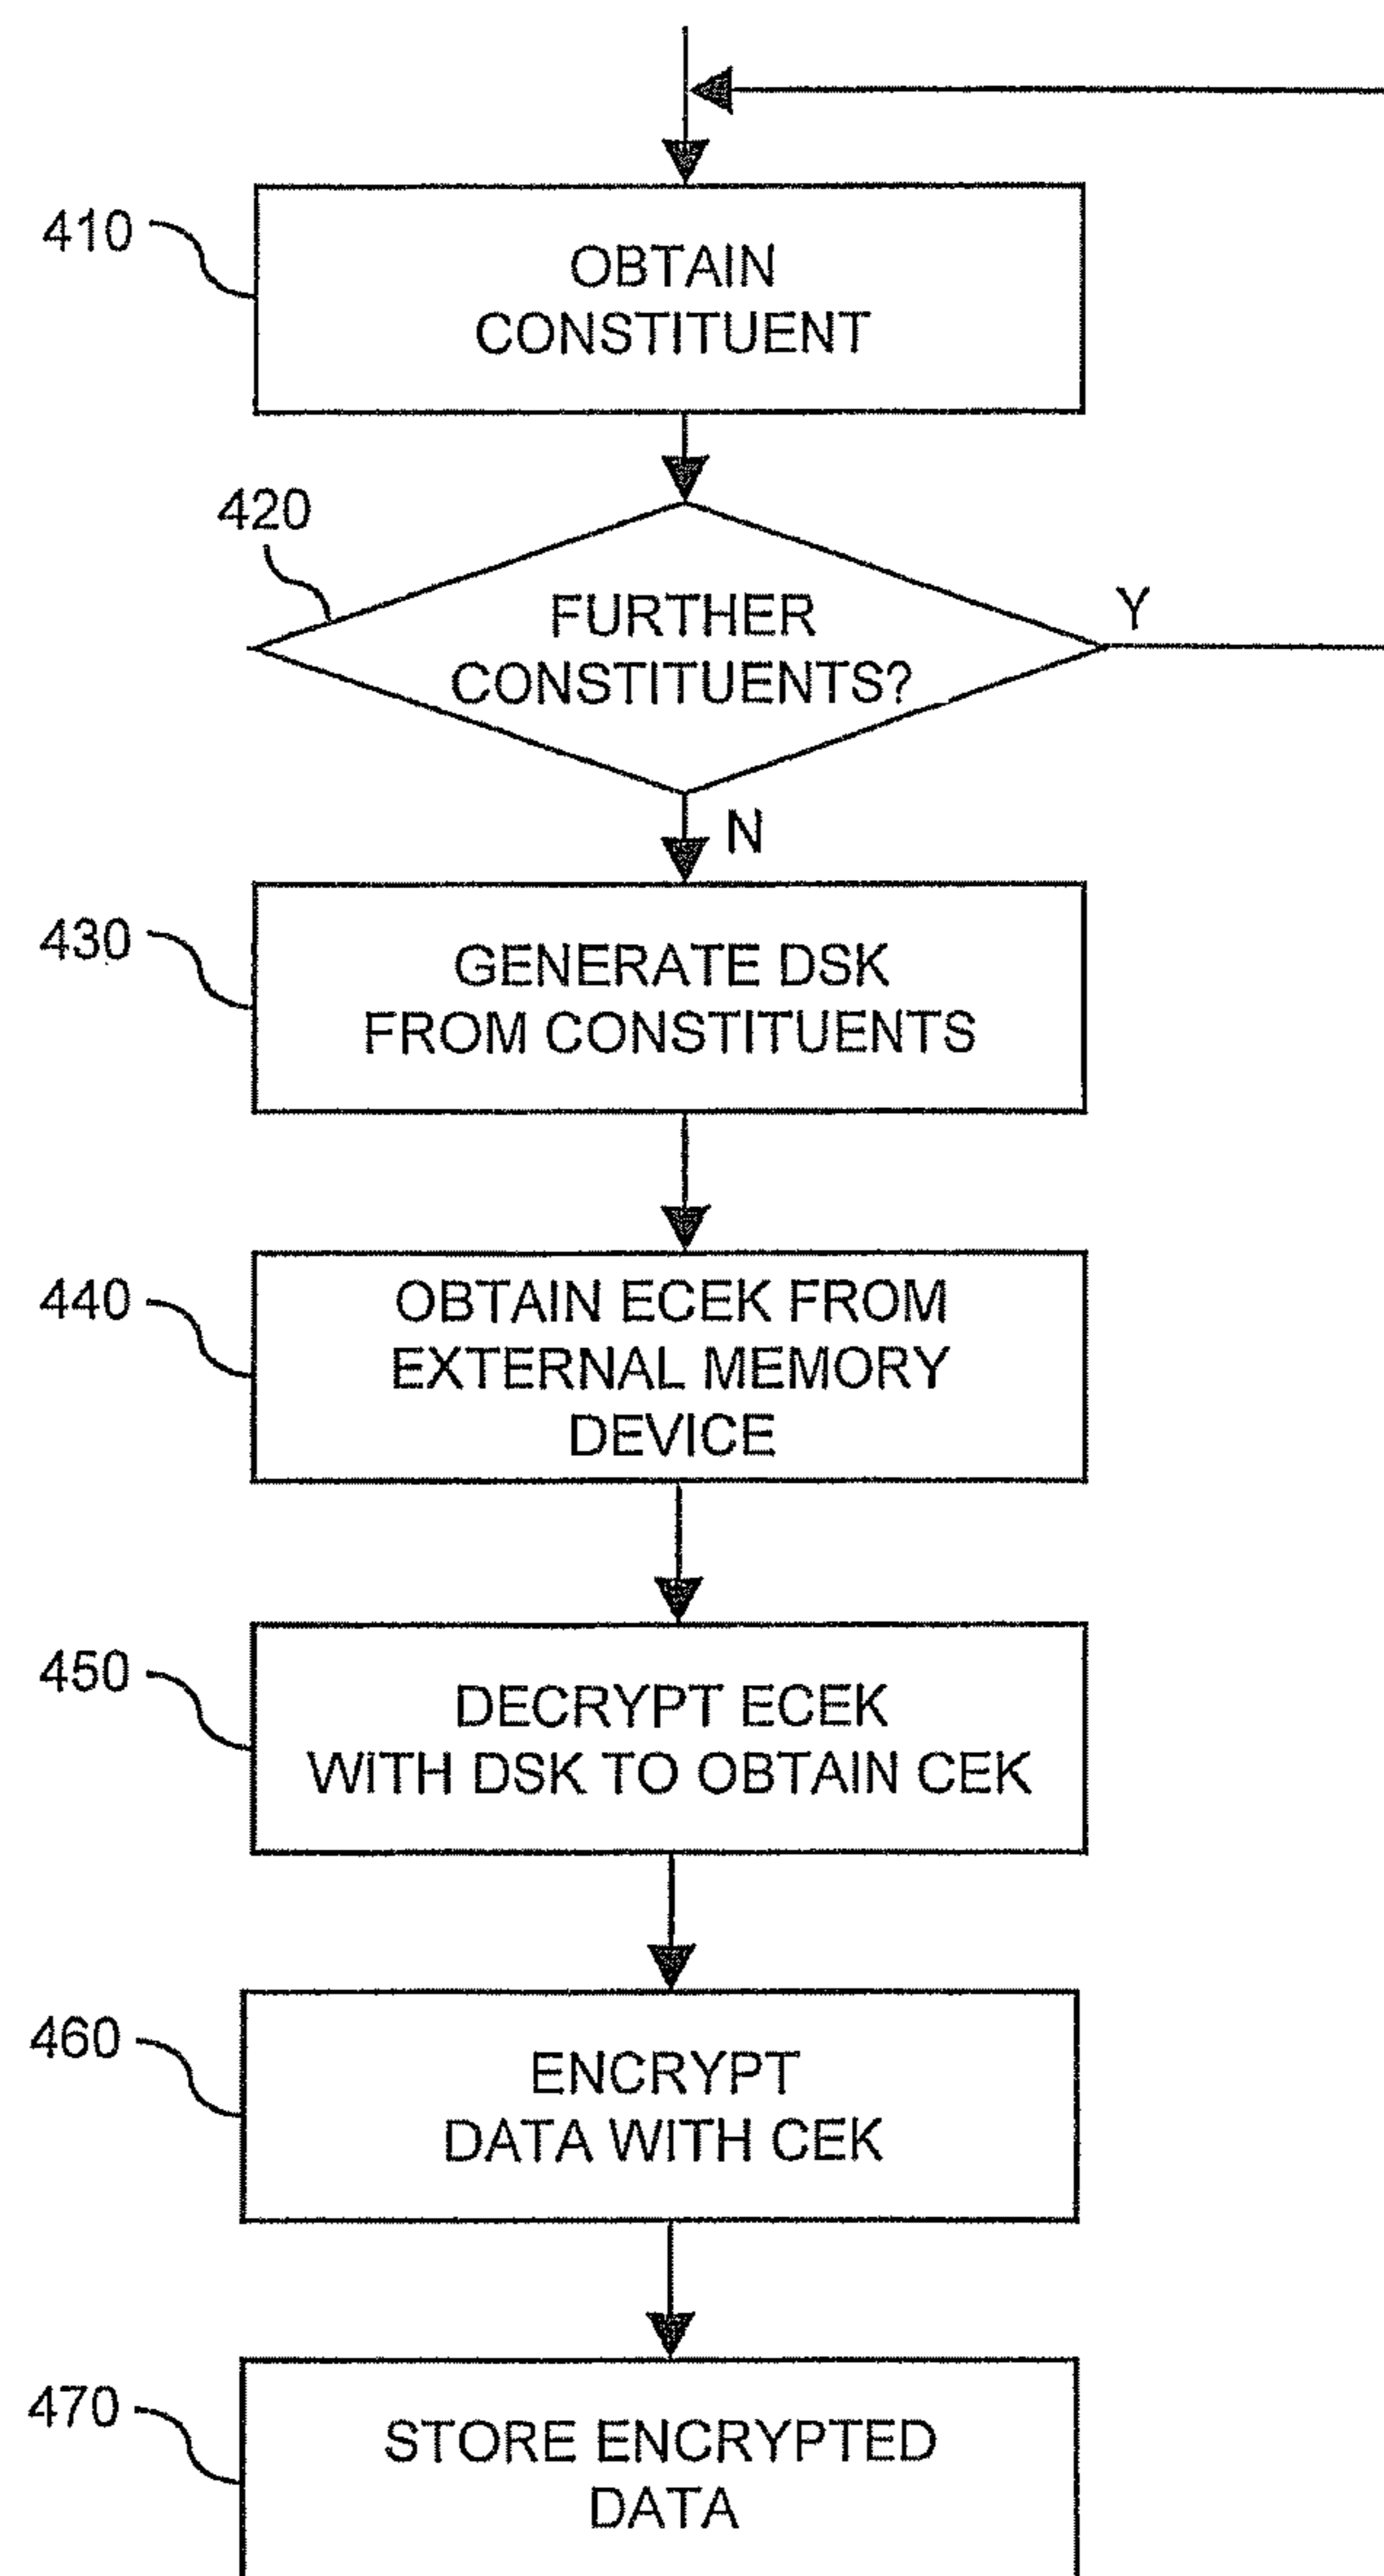 410
OBTAIN
CONSTITUENT
420
FURTHER
CONSTITUENTS?
Y
N
430
GENERATE DSK
FROM CONSTITUENTS
440
OBTAIN ECEK FROM
EXTERNAL MEMORY
DEVICE
450
DECRYPT ECEK
WITH DSK TO OBTAIN CEK
460
ENCRYPT
DATA WITH CEK
470
STORE ENCRYPTED
DATA